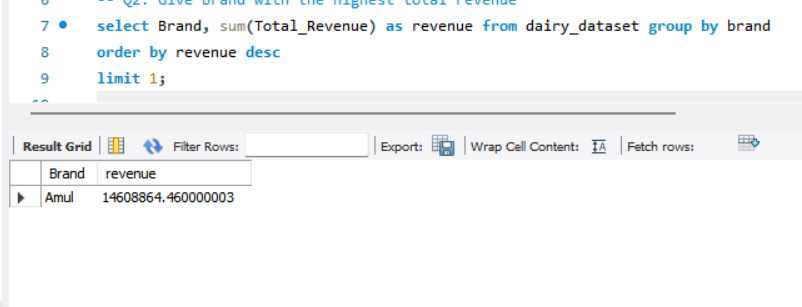 6 -- Q2. Give Brand with the highest total revenue
7 select Brand, sum(Total_Revenue) as revenue from dairy_dataset group by brand
8 order by revenue desc
9 limit 1;
10
Result Grid Filter Rows: Export: Wrap Cell Content: Fetch rows:
Brand revenue
Amul 14608864.460000003